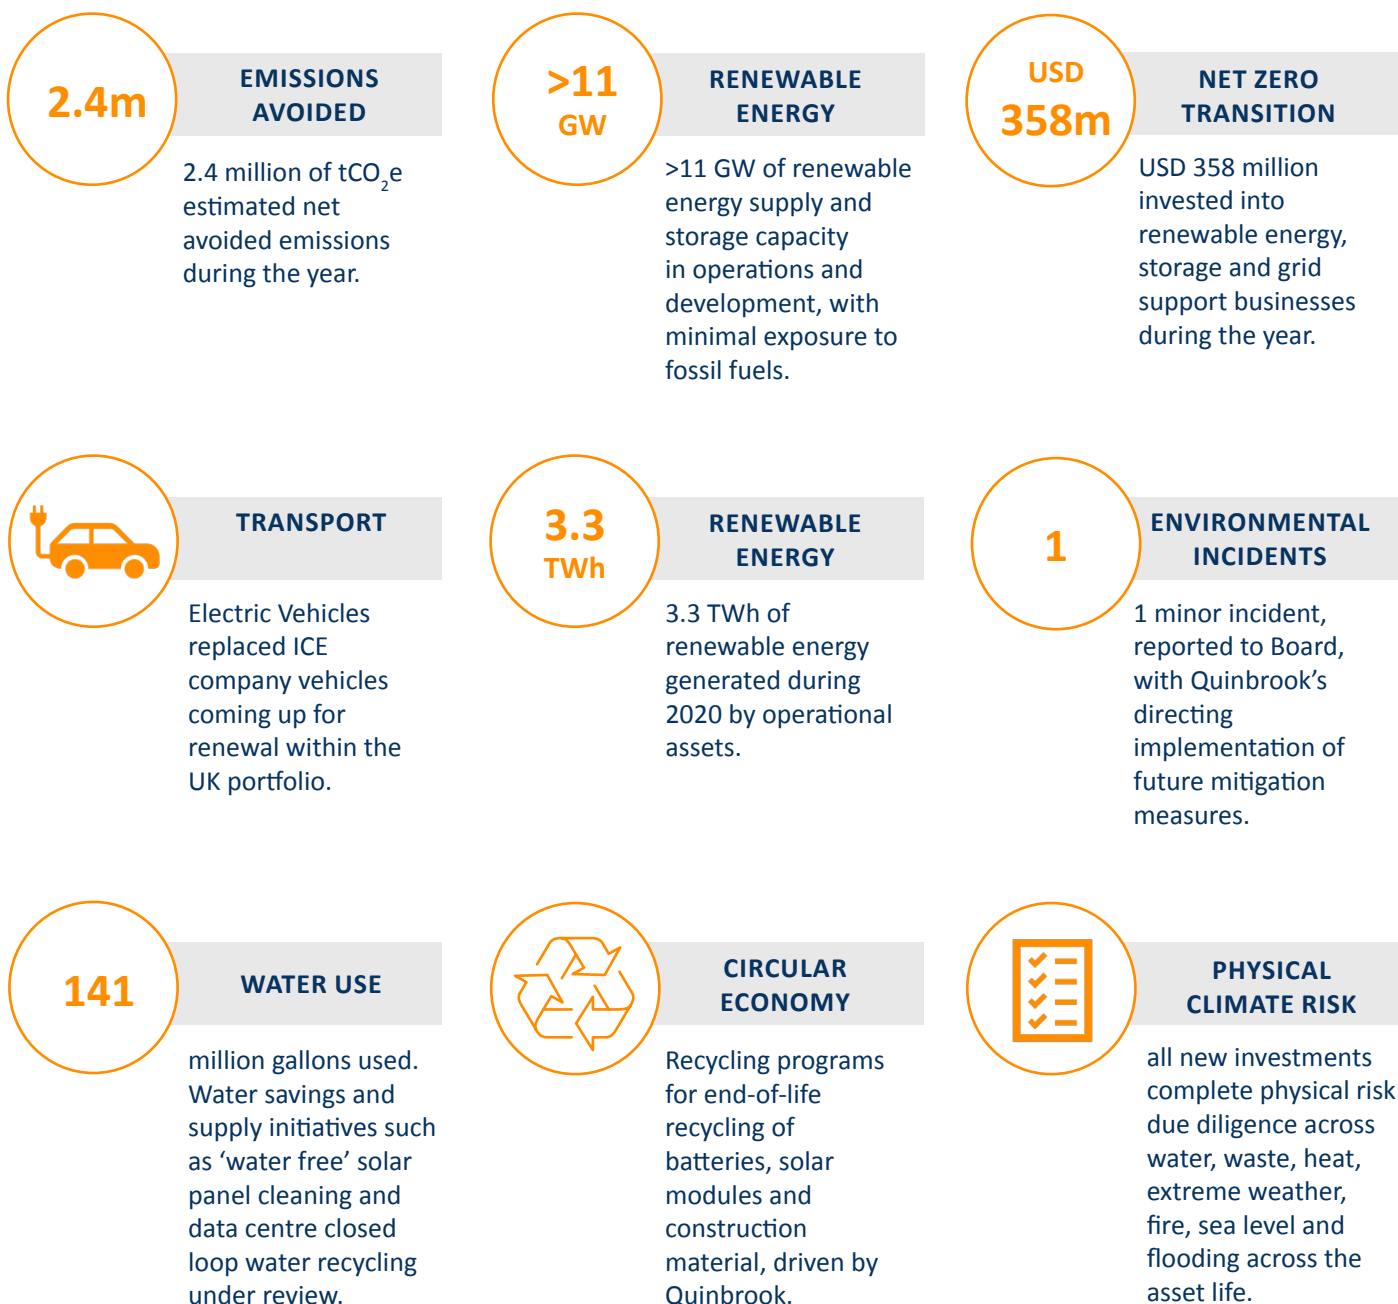 2.4m
EMISSIONS
AVOIDED
2.4 million of tCO₂e
estimated net
avoided emissions
during the year.
>11
GW
RENEWABLE
ENERGY
>11 GW of renewable
energy supply and
storage capacity
in operations and
development, with
minimal exposure to
fossil fuels.
USD
358m
NET ZERO
TRANSITION
USD 358 million
invested into
renewable energy,
storage and grid
support businesses
during the year.
TRANSPORT
Electric Vehicles
replaced ICE
company vehicles
coming up for
renewal within the
UK portfolio.
3.3
TWh
RENEWABLE
ENERGY
3.3 TWh of
renewable energy
generated during
2020 by operational
assets.
1
ENVIRONMENTAL
INCIDENTS
1 minor incident,
reported to Board,
with Quinbrook’s
directing
implementation of
future mitigation
measures.
141
WATER USE
million gallons used.
Water savings and
supply initiatives such
as ‘water free’ solar
panel cleaning and
data centre closed
loop water recycling
under review.
CIRCULAR
ECONOMY
Recycling programs
for end-of-life
recycling of
batteries, solar
modules and
construction
material, driven by
Quinbrook.
PHYSICAL
CLIMATE RISK
all new investments
complete physical risk
due diligence across
water, waste, heat,
extreme weather,
fire, sea level and
flooding across the
asset life.